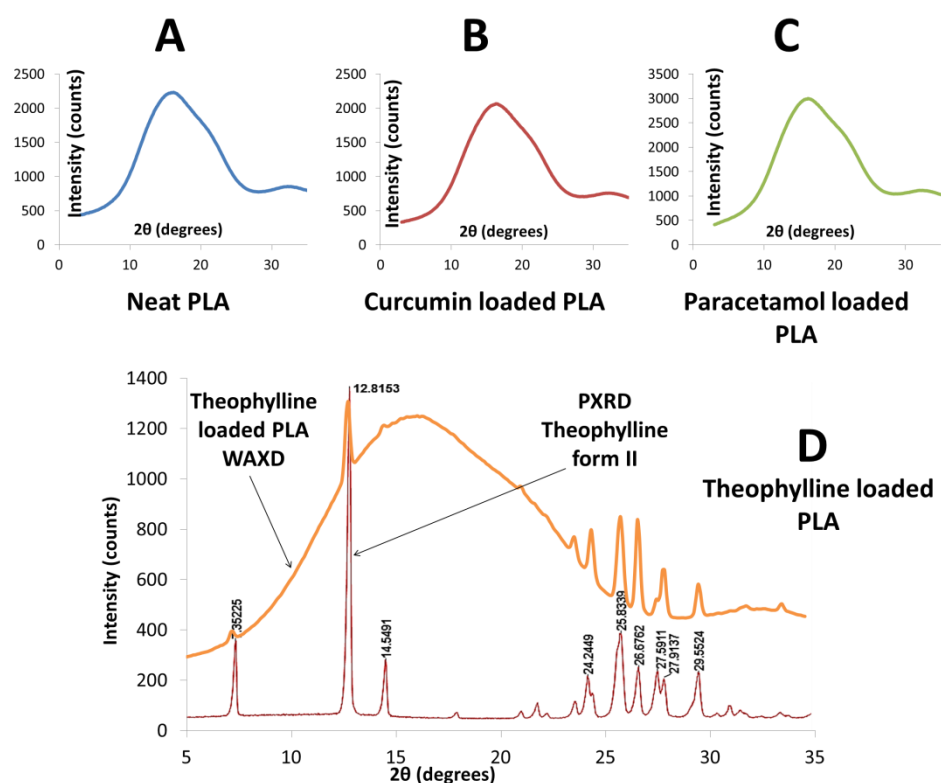 A
B
C
2500
2000
1500
1000
500
0
0
10
20
30
Intensity (counts)
2θ (degrees)
Neat PLA
2500
2000
1500
1000
500
0
0
10
20
30
Intensity (counts)
2θ (degrees)
Curcumin loaded PLA
3500
3000
2500
2000
1500
1000
500
0
0
10
20
30
Intensity (counts)
2θ (degrees)
Paracetamol loaded
PLA
1400
1200
1000
800
600
400
200
0
Intensity (counts)
Theophylline
loaded PLA
WAXD
12.8153
PXRD
Theophylline
form II
D
Theophylline loaded
PLA
.35225
14.5491
24.2449
25.8339
26.6762
27.5911
27.9137
29.5524
5
10
15
20
25
30
35
2θ (degrees)